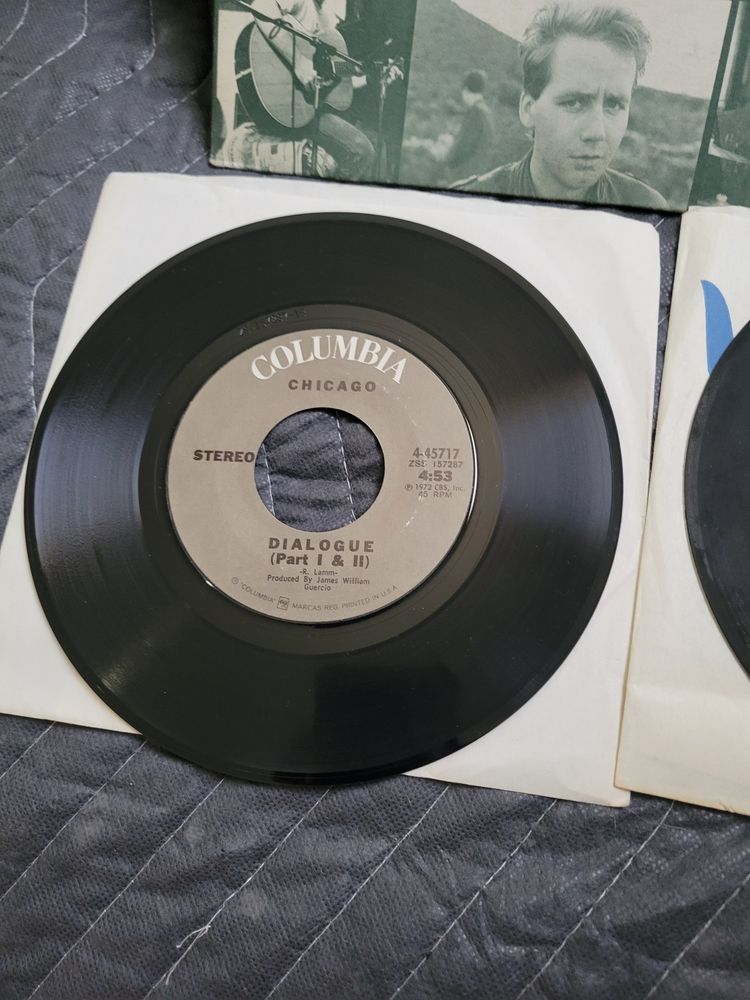 COLUMBIA
CHICAGO
STEREO
4-45717
ZSS 157287
4:53
℗ 1972 CBS, Inc.
45 RPM
DIALOGUE
(Part I & II)
-R. Lamm-
Produced By James William
Guercio
© "COLUMBIA" MARCAS REG. PRINTED IN U.S.A